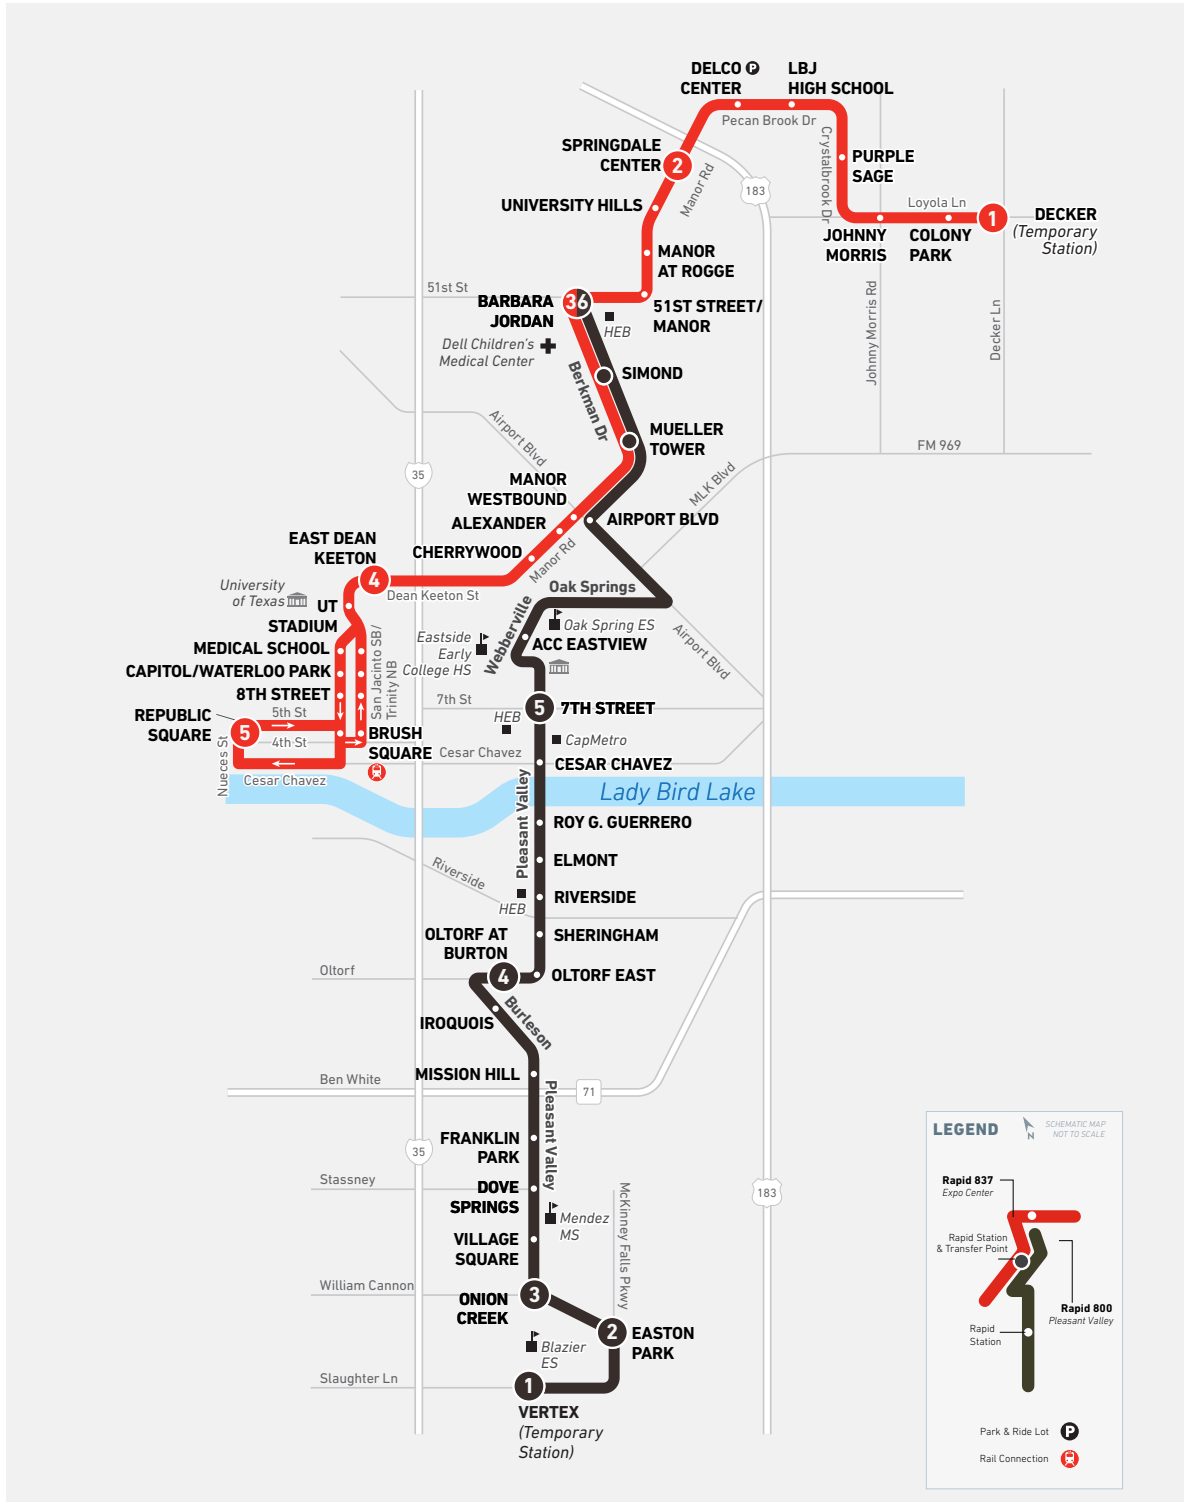 DELCO P
CENTER
LBJ
HIGH SCHOOL
Pecan Brook Dr
SPRINGDALE
CENTER
2
Manor Rd
183
Crystalbrook Dr
PURPLE
SAGE
UNIVERSITY HILLS
Loyola Ln
1
DECKER
(Temporary
Station)
JOHNNY
MORRIS
COLONY
PARK
MANOR
AT ROGGE
51st St
BARBARA
JORDAN
36
51ST STREET/
MANOR
HEB
Johnny Morris Rd
Decker Ln
Dell Children's
Medical Center
Berkman Dr
SIMOND
MUELLER
TOWER
Airport Blvd
FM 969
35
MLK Blvd
MANOR
WESTBOUND
ALEXANDER
AIRPORT BLVD
CHERRYWOOD
Manor Rd
EAST DEAN
KEETON
4
Dean Keeton St
University
of Texas
UT
STADIUM
Oak Springs
Webberville
Oak Spring ES
Eastside
Early
College HS
ACC EASTVIEW
Airport Blvd
MEDICAL SCHOOL
CAPITOL/WATERLOO PARK
8TH STREET
San Jacinto SB/
Trinity NB
7th St
5
7TH STREET
REPUBLIC
SQUARE
5
5th St
4th St
BRUSH
SQUARE
HEB
CapMetro
Cesar Chavez
CESAR CHAVEZ
Nueces St
Cesar Chavez
Lady Bird Lake
Pleasant Valley
ROY G. GUERRERO
ELMONT
Riverside
RIVERSIDE
HEB
SHERINGHAM
OLTORF AT
BURTON
4
OLTORF EAST
Oltorf
Burleson
IROQUOIS
MISSION HILL
Ben White
71
Pleasant Valley
FRANKLIN
PARK
35
Stassney
DOVE
SPRINGS
183
McKinney Falls Pkwy
Mendez
MS
VILLAGE
SQUARE
William Cannon
3
ONION
CREEK
2
EASTON
PARK
Blazier
ES
Slaughter Ln
1
VERTEX
(Temporary
Station)
LEGEND
N
SCHEMATIC MAP
NOT TO SCALE
Rapid 837
Expo Center
Rapid Station
& Transfer Point
Rapid 800
Pleasant Valley
Rapid
Station
Park & Ride Lot P
Rail Connection